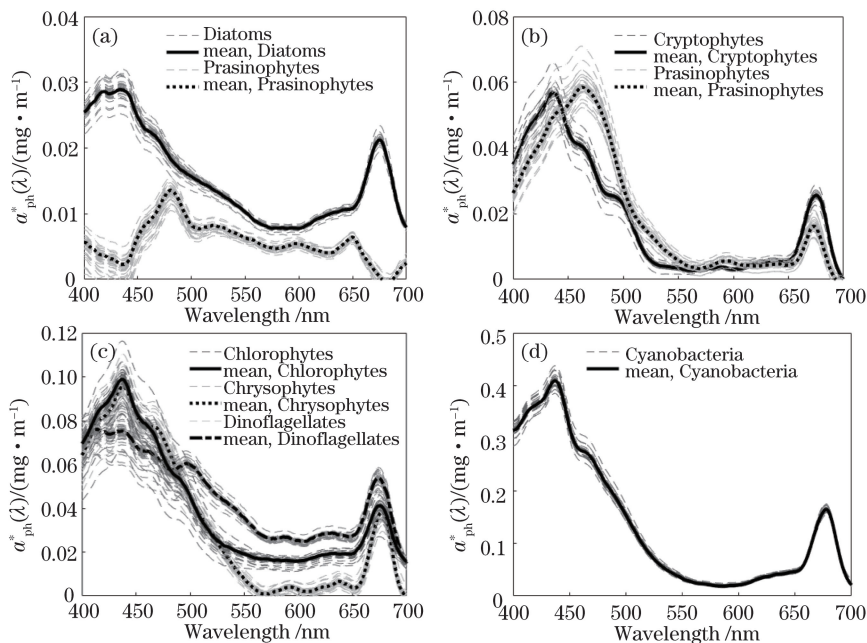 (a)
Diatoms
mean, Diatoms
Prasinophytes
mean, Prasinophytes
0.04
0.03
0.02
0.01
0
a*ph(λ)/(mg • m⁻¹)
400 450 500 550 600 650 700
Wavelength /nm
(b)
Cryptophytes
mean, Cryptophytes
Prasinophytes
mean, Prasinophytes
0.08
0.06
0.04
0.02
0
a*ph(λ)/(mg • m⁻¹)
400 450 500 550 600 650 700
Wavelength /nm
(c)
Chlorophytes
mean, Chlorophytes
Chrysophytes
mean, Chrysophytes
Dinoflagellates
mean, Dinoflagellates
0.12
0.10
0.08
0.06
0.04
0.02
0
a*ph(λ)/(mg • m⁻¹)
400 450 500 550 600 650 700
Wavelength /nm
(d)
Cyanobacteria
mean, Cyanobacteria
0.5
0.4
0.3
0.2
0.1
0
a*ph(λ)/(mg • m⁻¹)
400 450 500 550 600 650 700
Wavelength /nm